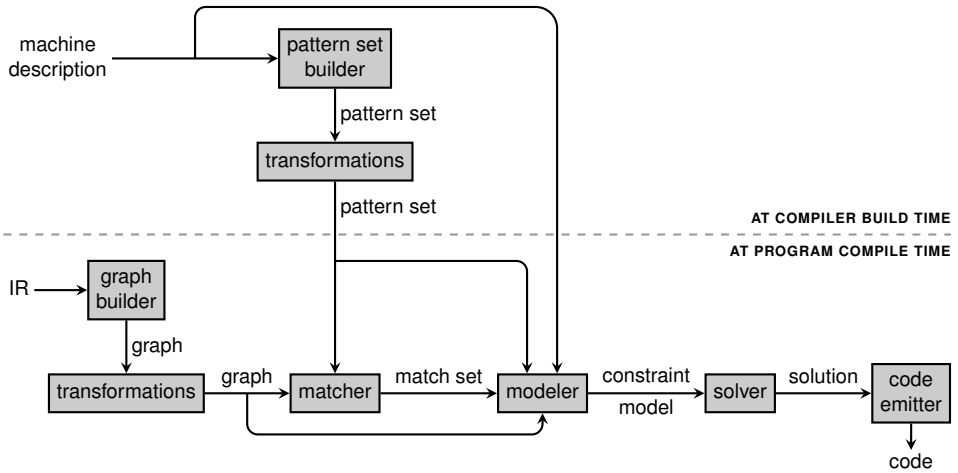 machine
description
pattern set
builder
pattern set
transformations
pattern set
AT COMPILER BUILD TIME
AT PROGRAM COMPILE TIME
IR
graph
builder
graph
transformations
graph
matcher
match set
modeler
constraint
model
solver
solution
code
emitter
code